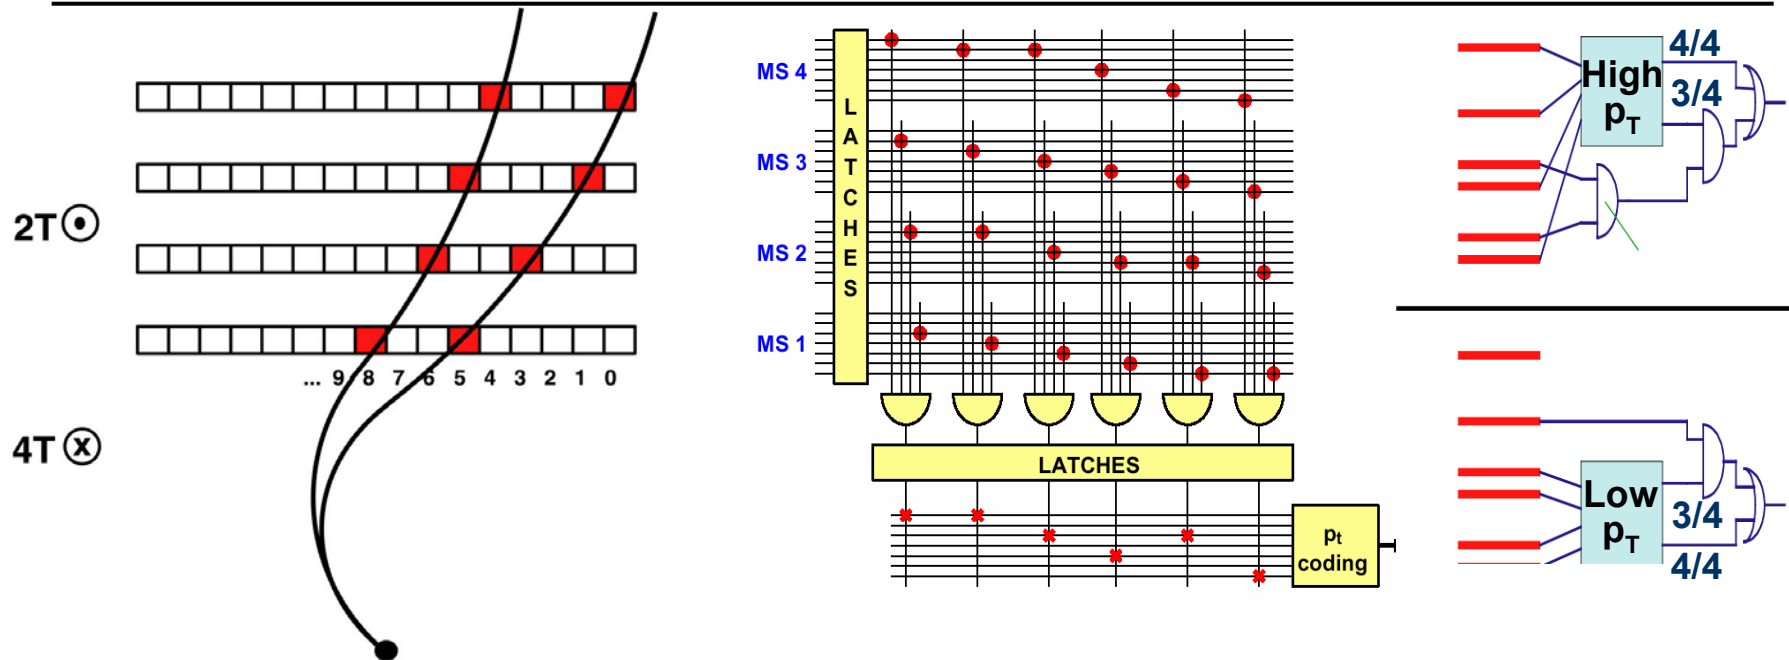 2T
4T
X
... 9 8 7 6 5 4 3 2 1 0
MS 4
MS 3
MS 2
MS 1
L
A
T
C
H
E
S
LATCHES
pt
coding
High
pT
4/4
3/4
Low
pT
3/4
4/4